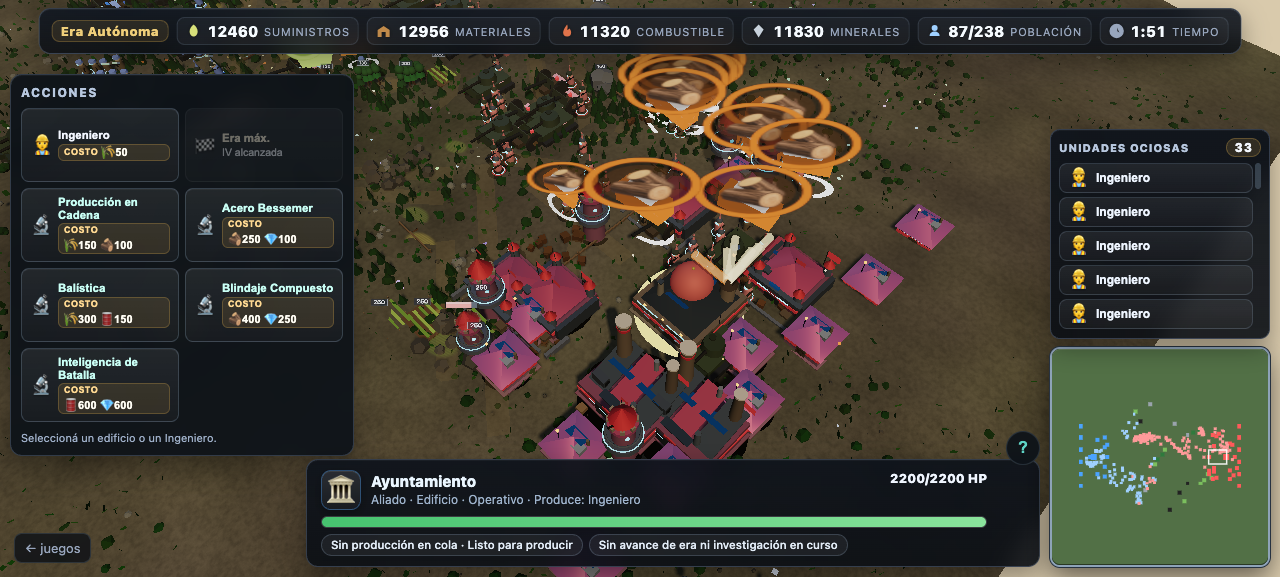 Era Autónoma
12460 SUMINISTROS
12956 MATERIALES
11320 COMBUSTIBLE
11830 MINERALES
87/238 POBLACIÓN
1:51 TIEMPO
ACCIONES
Ingeniero
COSTO 50
Era máx.
IV alcanzada
Producción en
Cadena
COSTO
150 100
Acero Bessemer
COSTO
250 100
Balística
COSTO
300 150
Blindaje Compuesto
COSTO
400 250
Inteligencia de
Batalla
COSTO
600 600
Seleccioná un edificio o un Ingeniero.
250
250
250
UNIDADES OCIOSAS 33
Ingeniero
Ingeniero
Ingeniero
Ingeniero
Ingeniero
?
Ayuntamiento
2200/2200 HP
Aliado · Edificio · Operativo · Produce: Ingeniero
Sin producción en cola · Listo para producir
Sin avance de era ni investigación en curso
← juegos